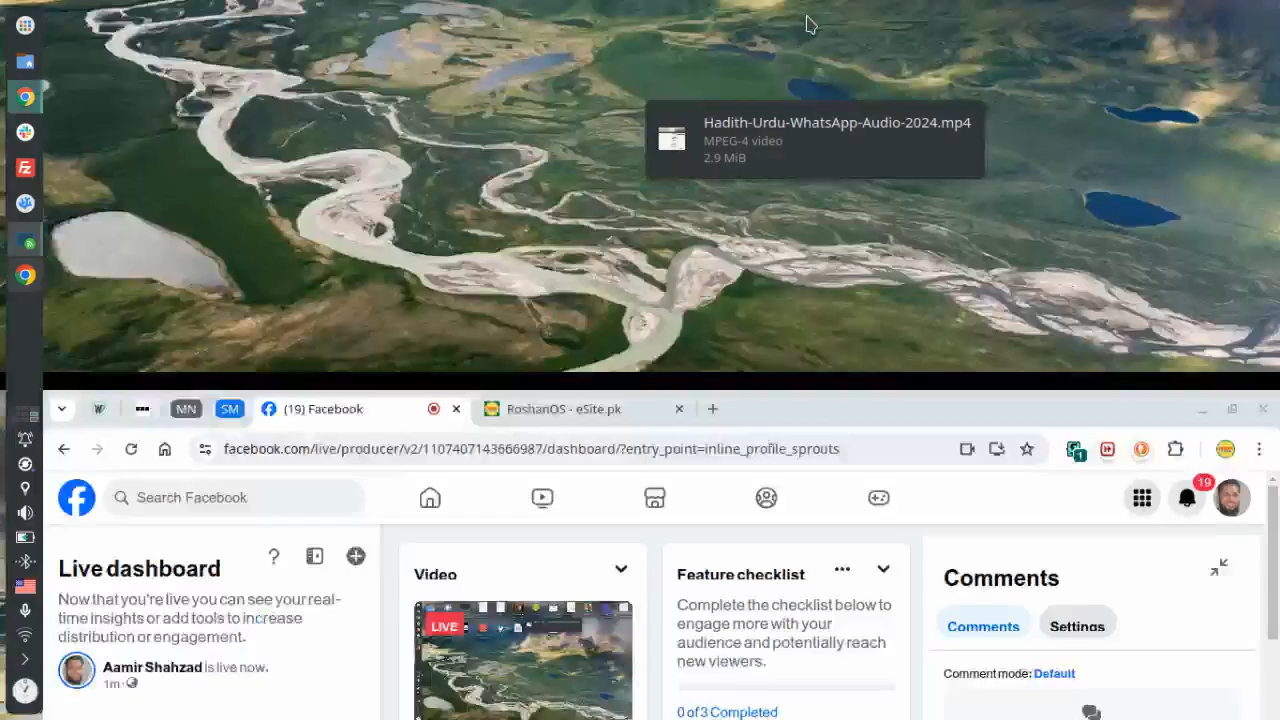 Hadith-Urdu-WhatsApp-Audio-2024.mp4
MPEG-4 video
2.9 MiB
MN
SM
(19) Facebook
RoshanOS - eSite.pk
facebook.com/live/producer/v2/1107407143666987/dashboard/?entry_point=inline_profile_sprouts
1
Search Facebook
19
Live dashboard
Now that you're live you can see your real-
time insights or add tools to increase
distribution or engagement.
Aamir Shahzad is live now.
1m
Video
LIVE
Feature checklist
Complete the checklist below to
engage more with your
audience and potentially reach
new viewers.
0 of 3 Completed
Comments
Comments
Settings
Comment mode: Default